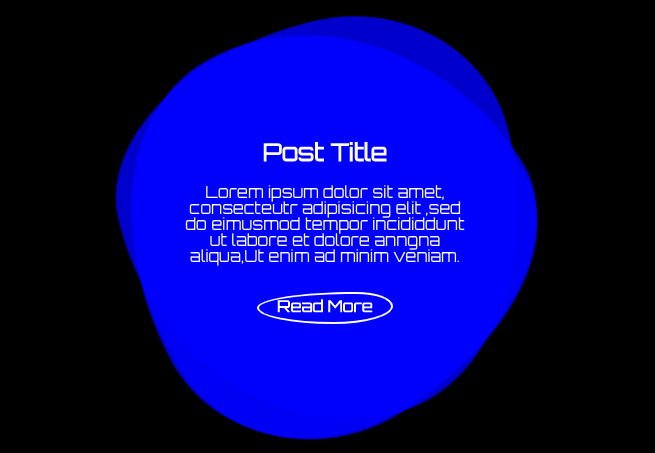 Post Title
Lorem ipsum dolor sit amet,
consecteutr adipisicing elit ,sed
do eimusmod tempor incididdunt
ut labore et dolore anngna
aliqua,Ut enim ad minim veniam.
Read More